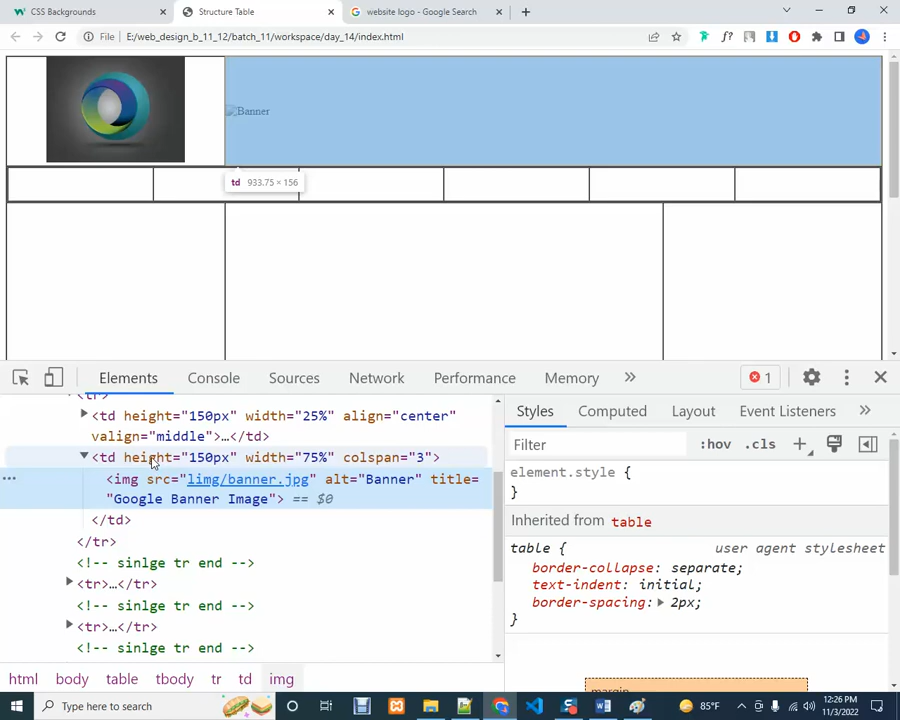 CSS Backgrounds
Structure Table
website logo - Google Search
File
E:/web_design_b_11_12/batch_11/workspace/day_14/index.html
Banner
td 933.75 × 156
Elements Console Sources Network Performance Memory
1
<tr>
<td height="150px" width="25%" align="center"
valign="middle">…</td>
<td height="150px" width="75%" colspan="3">
<img src="limg/banner.jpg" alt="Banner" title=
"Google Banner Image"> == $0
</td>
</tr>
<!-- sinlge tr end -->
<tr>…</tr>
<!-- sinlge tr end -->
<tr>…</tr>
<!-- sinlge tr end -->
html body table tbody tr td img
Styles Computed Layout Event Listeners
Filter
:hov .cls
element.style {
}
Inherited from table
table { user agent stylesheet
border-collapse: separate;
text-indent: initial;
border-spacing: 2px;
}
margin
Type here to search
85°F
12:26 PM
11/3/2022